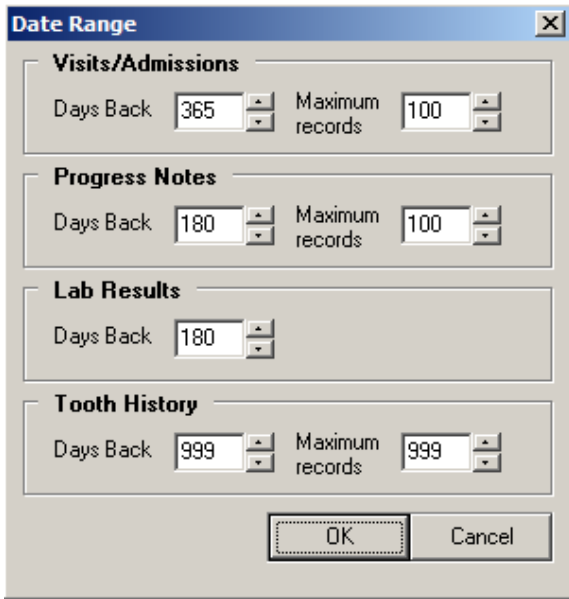 Date Range
Visits/Admissions
Days Back 365 Maximum records 100
Progress Notes
Days Back 180 Maximum records 100
Lab Results
Days Back 180
Tooth History
Days Back 999 Maximum records 999
OK Cancel